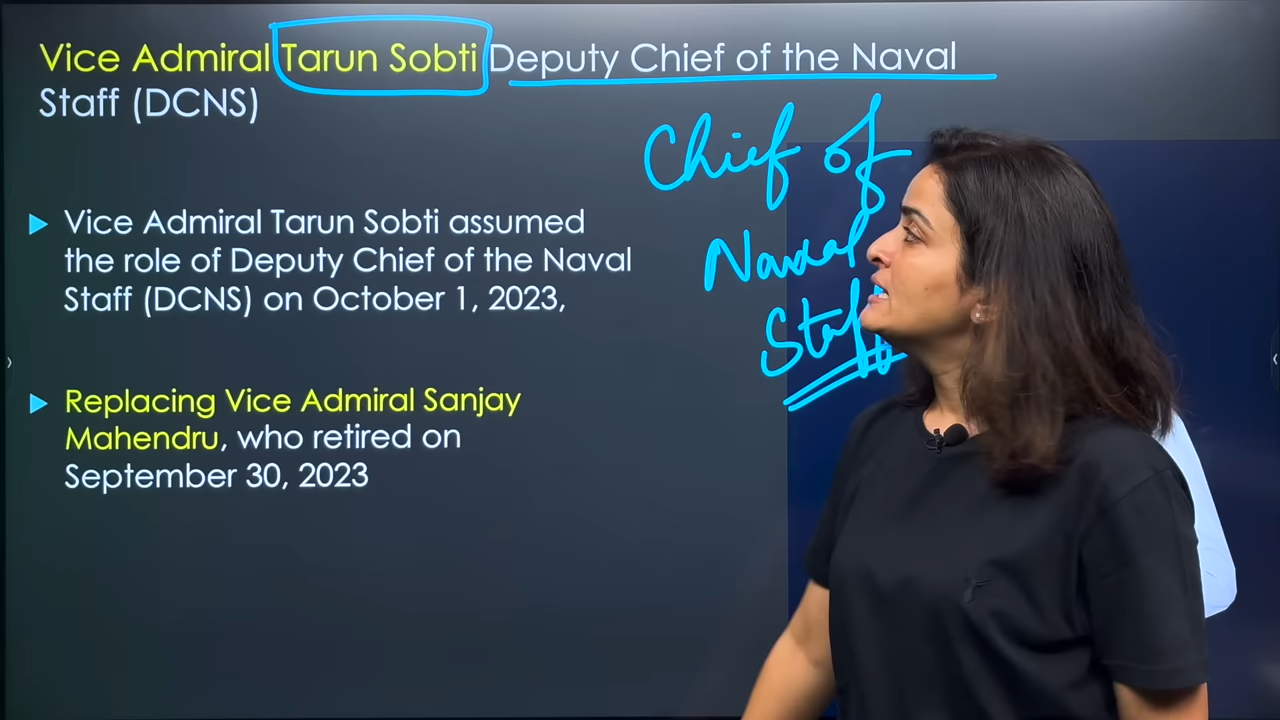 Vice Admiral Tarun Sobti Deputy Chief of the Naval
Staff (DCNS)
Chief of
Naval
Staff
Vice Admiral Tarun Sobti assumed
the role of Deputy Chief of the Naval
Staff (DCNS) on October 1, 2023,
Replacing Vice Admiral Sanjay
Mahendru, who retired on
September 30, 2023